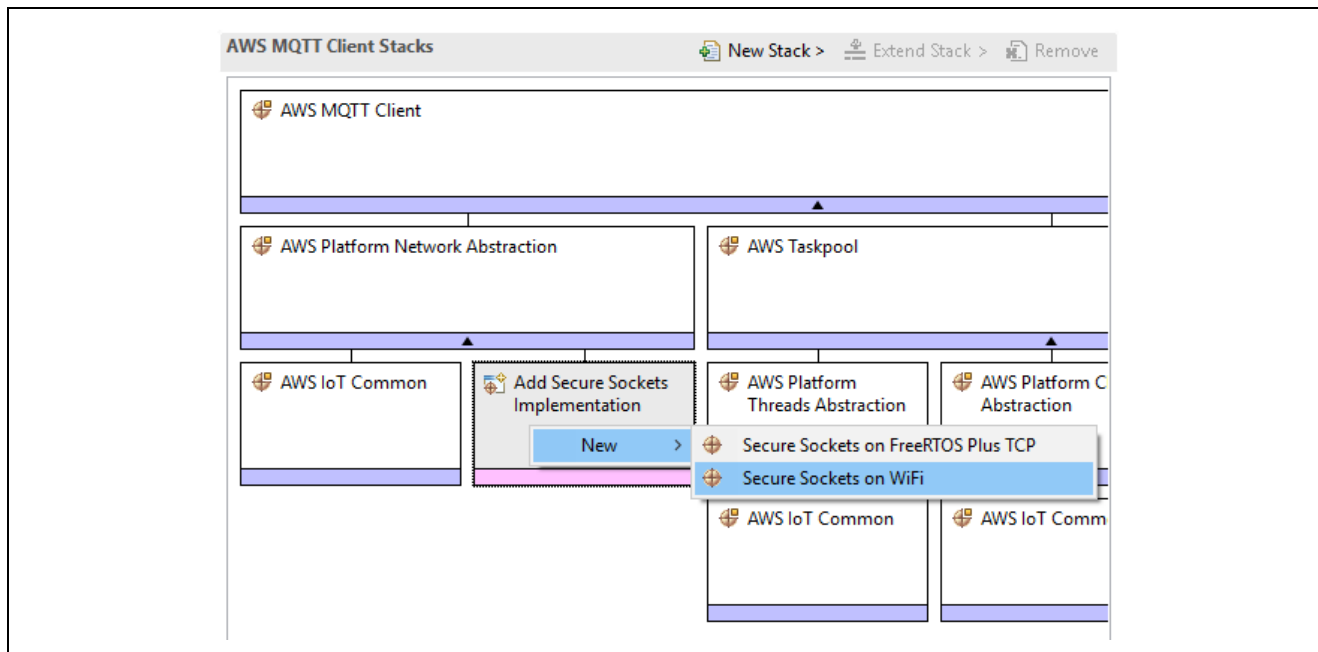 AWS MQTT Client Stacks
New Stack > Extend Stack > Remove
AWS MQTT Client
AWS Platform Network Abstraction
AWS Taskpool
AWS IoT Common
Add Secure Sockets
Implementation
AWS Platform
Threads Abstraction
AWS Platform C
Abstraction
New >
Secure Sockets on FreeRTOS Plus TCP
Secure Sockets on WiFi
AWS IoT Common
AWS IoT Comm